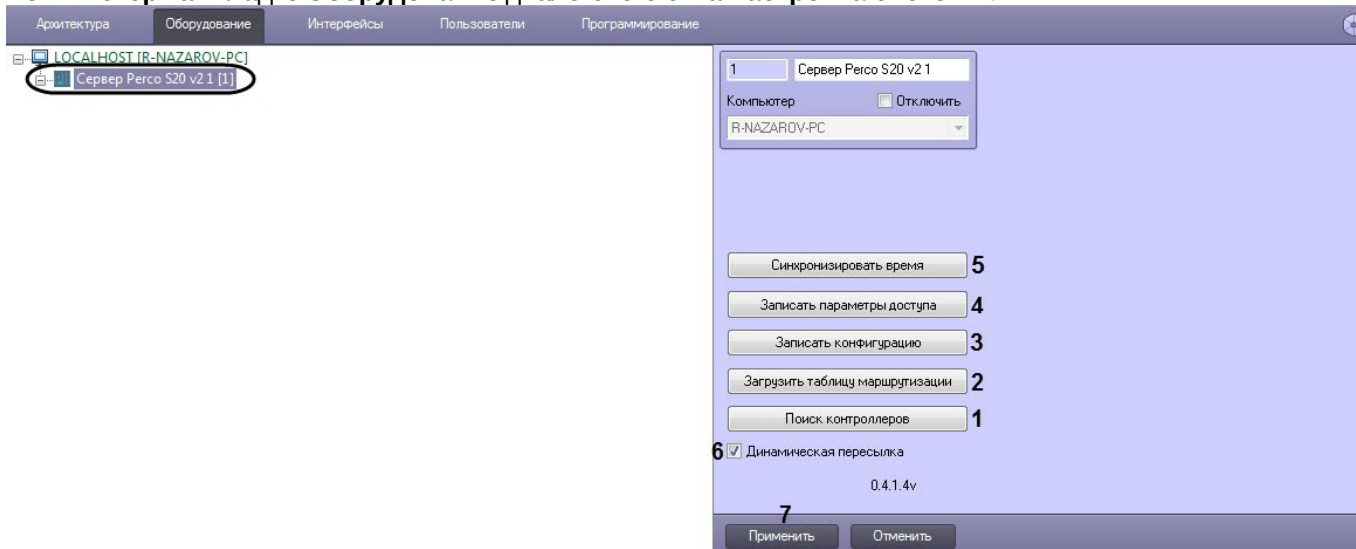 Архитектура Оборудование Интерфейсы Пользователи Программирование
LOCALHOST [R-NAZAROV-PC]
Сервер Perco S20 v2 1 [1]
1 Сервер Perco S20 v2 1
Компьютер Отключить
R-NAZAROV-PC
Синхронизировать время 5
Записать параметры доступа 4
Записать конфигурацию 3
Загрузить таблицу маршрутизации 2
Поиск контроллеров 1
6 Динамическая пересылка
0.4.1.4v
7
Применить Отменить